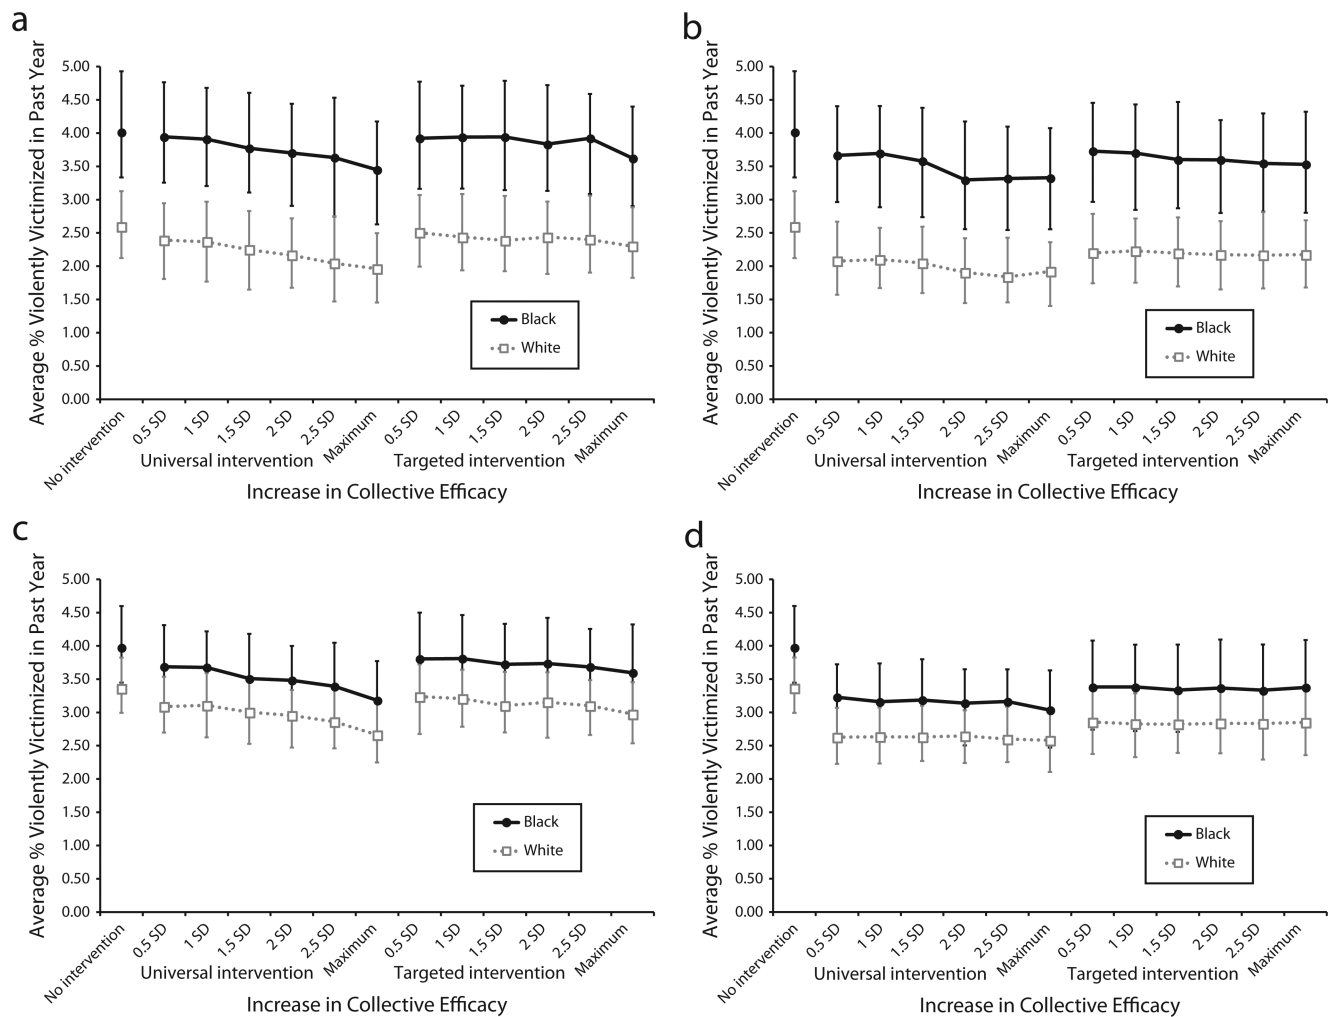 a
Average % Violently Victimized in Past Year
5.00
4.50
4.00
3.50
3.00
2.50
2.00
1.50
1.00
0.50
0.00
Black
White
No intervention
0.5 SD
1 SD
1.5 SD
2 SD
2.5 SD
Maximum
0.5 SD
1 SD
1.5 SD
2 SD
2.5 SD
Maximum
Universal intervention
Targeted intervention
Increase in Collective Efficacy
b
Average % Violently Victimized in Past Year
5.00
4.50
4.00
3.50
3.00
2.50
2.00
1.50
1.00
0.50
0.00
Black
White
No intervention
0.5 SD
1 SD
1.5 SD
2 SD
2.5 SD
Maximum
0.5 SD
1 SD
1.5 SD
2 SD
2.5 SD
Maximum
Universal intervention
Targeted intervention
Increase in Collective Efficacy
c
Average % Violently Victimized in Past Year
5.00
4.50
4.00
3.50
3.00
2.50
2.00
1.50
1.00
0.50
0.00
Black
White
No intervention
0.5 SD
1 SD
1.5 SD
2 SD
2.5 SD
Maximum
0.5 SD
1 SD
1.5 SD
2 SD
2.5 SD
Maximum
Universal intervention
Targeted intervention
Increase in Collective Efficacy
d
Average % Violently Victimized in Past Year
5.00
4.50
4.00
3.50
3.00
2.50
2.00
1.50
1.00
0.50
0.00
Black
White
No intervention
0.5 SD
1 SD
1.5 SD
2 SD
2.5 SD
Maximum
0.5 SD
1 SD
1.5 SD
2 SD
2.5 SD
Maximum
Universal intervention
Targeted intervention
Increase in Collective Efficacy